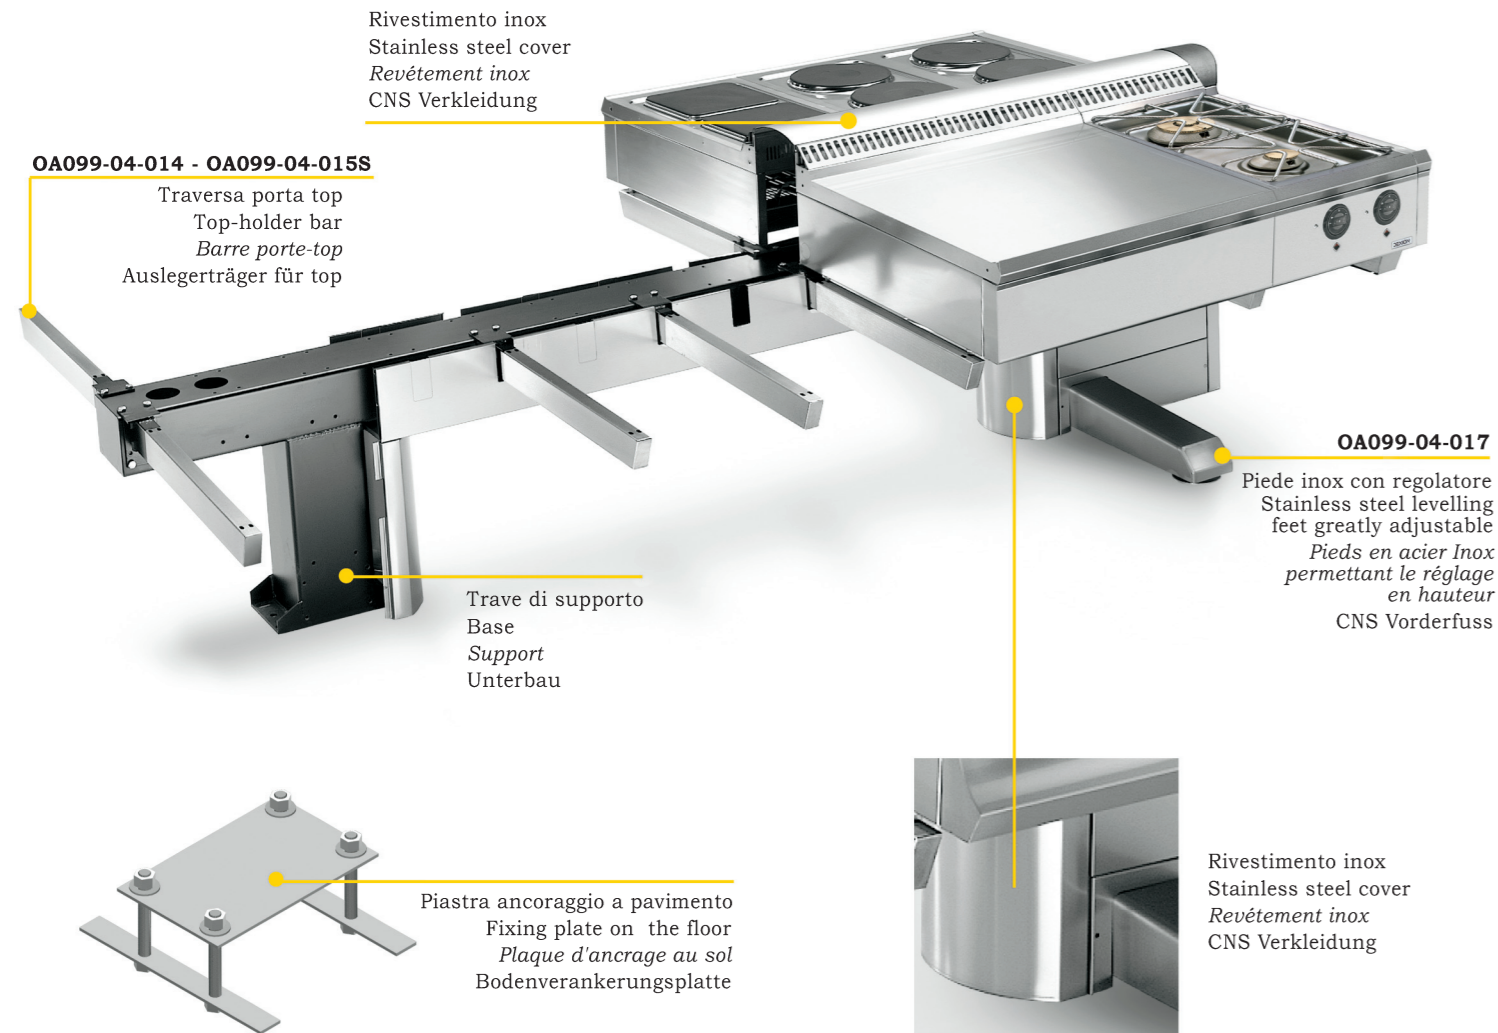 Rivestimento inox
Stainless steel cover
Revétement inox
CNS Verkleidung
OA099-04-014 - OA099-04-015S
Traversa porta top
Top-holder bar
Barre porte-top
Auslegerträger für top
OA099-04-017
Piede inox con regolatore
Stainless steel levelling
feet greatly adjustable
Pieds en acier Inox
permettant le réglage
en hauteur
CNS Vorderfuss
Trave di supporto
Base
Support
Unterbau
Piastra ancoraggio a pavimento
Fixing plate on the floor
Plaque d'ancrage au sol
Bodenverankerungsplatte
Rivestimento inox
Stainless steel cover
Revétement inox
CNS Verkleidung